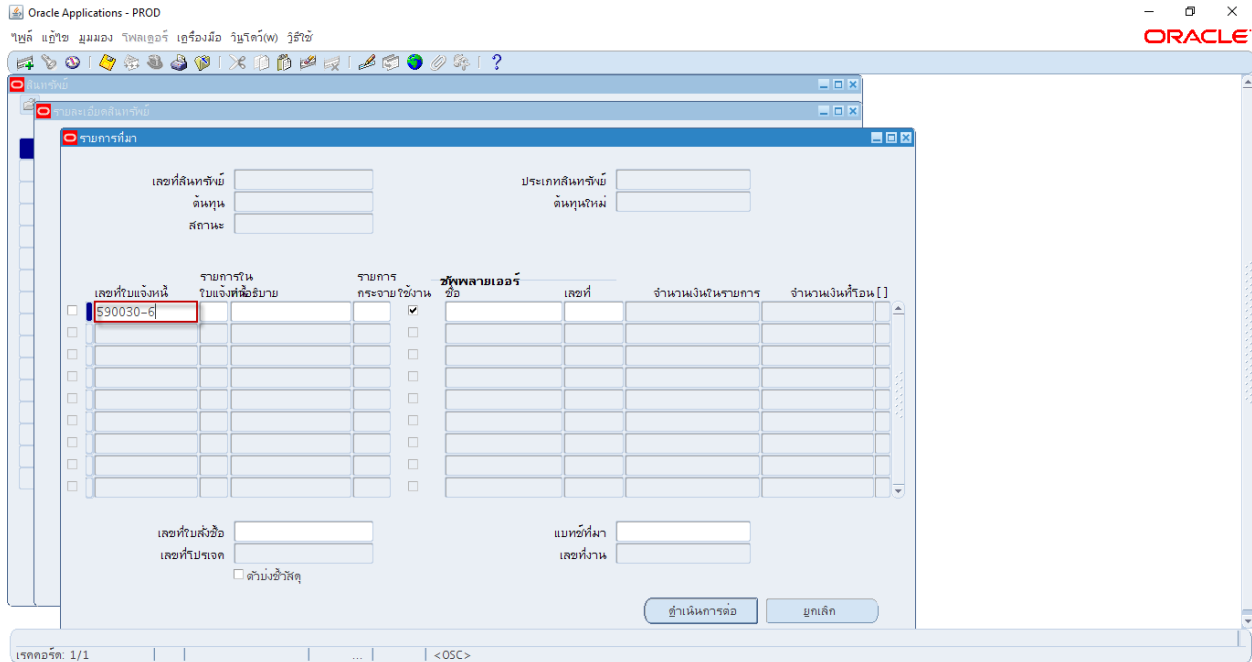 Oracle Applications - PROD
ไฟล์ แก้ไข มุมมอง โฟลเดอร์ เครื่องมือ วินโดว์(W) วิธีใช้
ORACLE
สินทรัพย์
รายละเอียดสินทรัพย์
รายการที่มา
เลขที่สินทรัพย์ ประเภทสินทรัพย์
ต้นทุน ต้นทุนใหม่
สถานะ
รายการใน รายการ ซัพพลายเออร์
เลขที่ใบแจ้งหนี้ ใบแจ้งหนี้ คำอธิบาย กระจาย ใช้งาน ชื่อ เลขที่ จำนวนเงินในรายการ จำนวนเงินที่โอน [ ]
590030-6
เลขที่ใบสั่งซื้อ แบทช์ที่มา
เลขที่โปรเจค เลขที่งาน
ตัวบ่งชี้วัสดุ
ดำเนินการต่อ ยกเลิก
เรคคอร์ด: 1/1 ... <OSC>